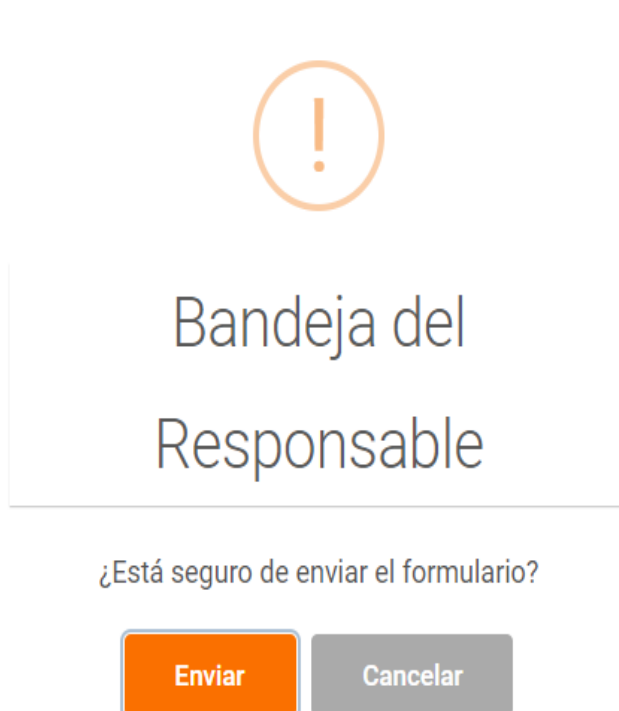 !
Bandeja del
Responsable
¿Está seguro de enviar el formulario?
Enviar Cancelar